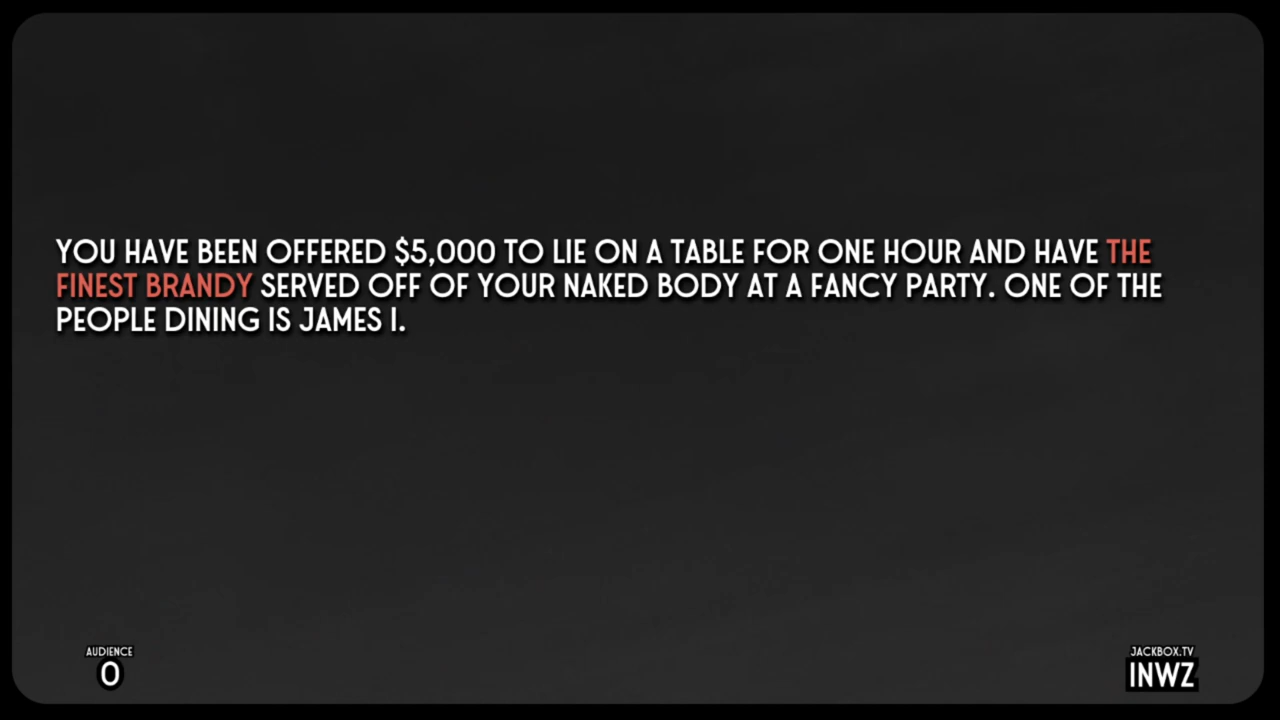 YOU HAVE BEEN OFFERED $5,000 TO LIE ON A TABLE FOR ONE HOUR AND HAVE THE
FINEST BRANDY SERVED OFF OF YOUR NAKED BODY AT A FANCY PARTY. ONE OF THE
PEOPLE DINING IS JAMES I.
AUDIENCE
0
JACKBOX.TV
INWZ